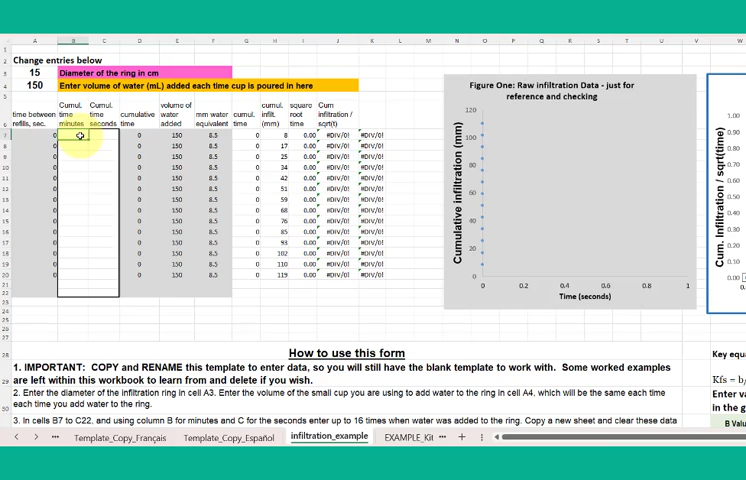 A B C D E F G H I J K L M N O P Q R S T U V W
1
2 Change entries below
3 15 Diameter of the ring in cm
4 150 Enter volume of water (mL) added each time cup is poured in here
5
6 time between refills, sec. Cumul. time minutes Cumul. time seconds cumulative time volume of water added mm water equivalent cumul. time cumul. infilt. (mm) square root time Cum infiltration / sqrt(t)
7 0 0 150 8.5 0 8 0.00 #DIV/0! #DIV/0!
8 0 0 150 8.5 0 17 0.00 #DIV/0! #DIV/0!
9 0 0 150 8.5 0 25 0.00 #DIV/0! #DIV/0!
10 0 0 150 8.5 0 34 0.00 #DIV/0! #DIV/0!
11 0 0 150 8.5 0 42 0.00 #DIV/0! #DIV/0!
12 0 0 150 8.5 0 51 0.00 #DIV/0! #DIV/0!
13 0 0 150 8.5 0 59 0.00 #DIV/0! #DIV/0!
14 0 0 150 8.5 0 68 0.00 #DIV/0! #DIV/0!
15 0 0 150 8.5 0 76 0.00 #DIV/0! #DIV/0!
16 0 0 150 8.5 0 85 0.00 #DIV/0! #DIV/0!
17 0 0 150 8.5 0 93 0.00 #DIV/0! #DIV/0!
18 0 0 150 8.5 0 102 0.00 #DIV/0! #DIV/0!
19 0 0 150 8.5 0 110 0.00 #DIV/0! #DIV/0!
20 0 0 150 8.5 0 119 0.00 #DIV/0! #DIV/0!
21
22
23
24
25
26
27
Figure One: Raw infiltration Data - just for
reference and checking
Cumulative infiltration (mm)
120
100
80
60
40
20
0
0 0.2 0.4 0.6 0.8 1
Time (seconds)
Cum. Infiltration / sqrt(time)
1.00
0.90
0.80
0.70
0.60
0.50
0.40
0.30
0.20
0.10
0.00
28 How to use this form
Key equa
29 1. IMPORTANT: COPY and RENAME this template to enter data, so you will still have the blank template to work with. Some worked examples
are left within this workbook to learn from and delete if you wish.
Kfs = b/
30 2. Enter the diameter of the infiltration ring in cell A3. Enter the volume of the small cup you are using to add water to the ring in cell A4, which will be the same each time
each time you add water to the ring.
Enter va
in the g
3. In cells B7 to C22, and using column B for minutes and C for the seconds enter up to 16 times when water was added to the ring. Copy a new sheet and clear these data
B Valu
Template_Copy_Français Template_Copy_Español infiltration_example EXAMPLE_Kit